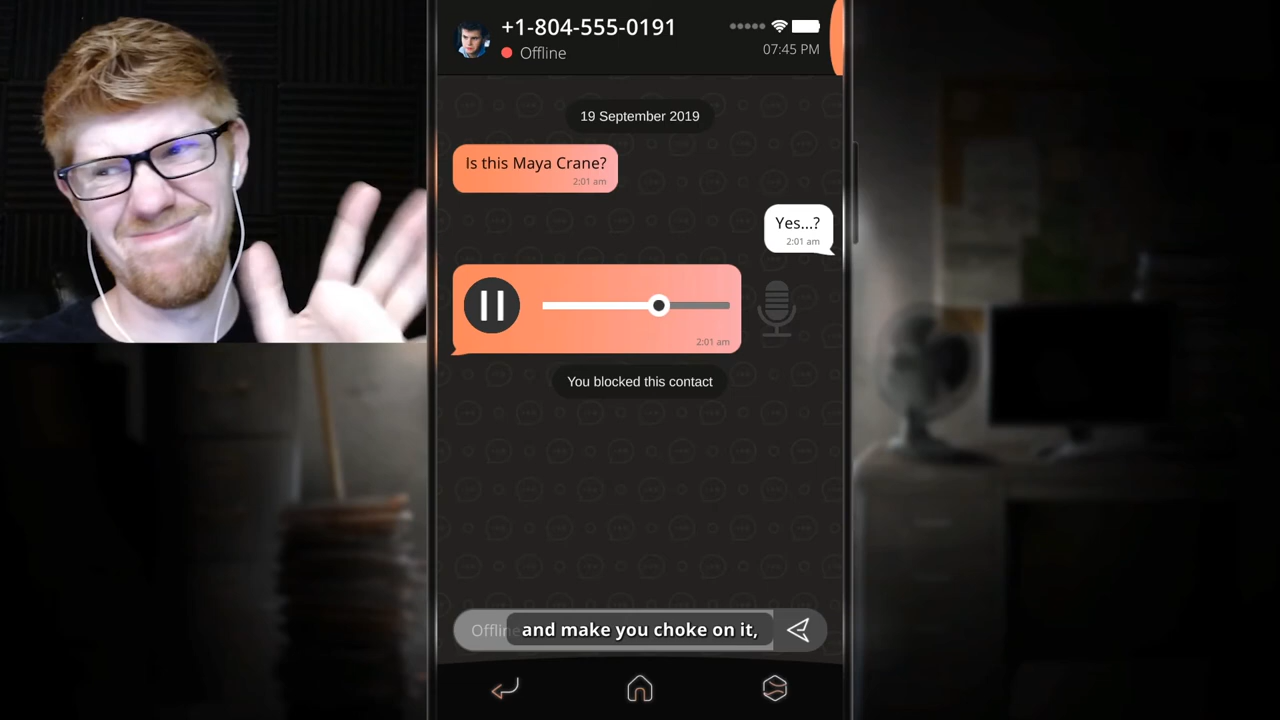 +1-804-555-0191
Offline
07:45 PM
19 September 2019
Is this Maya Crane?
2:01 am
Yes...?
2:01 am
2:01 am
You blocked this contact
Offlin
and make you choke on it,